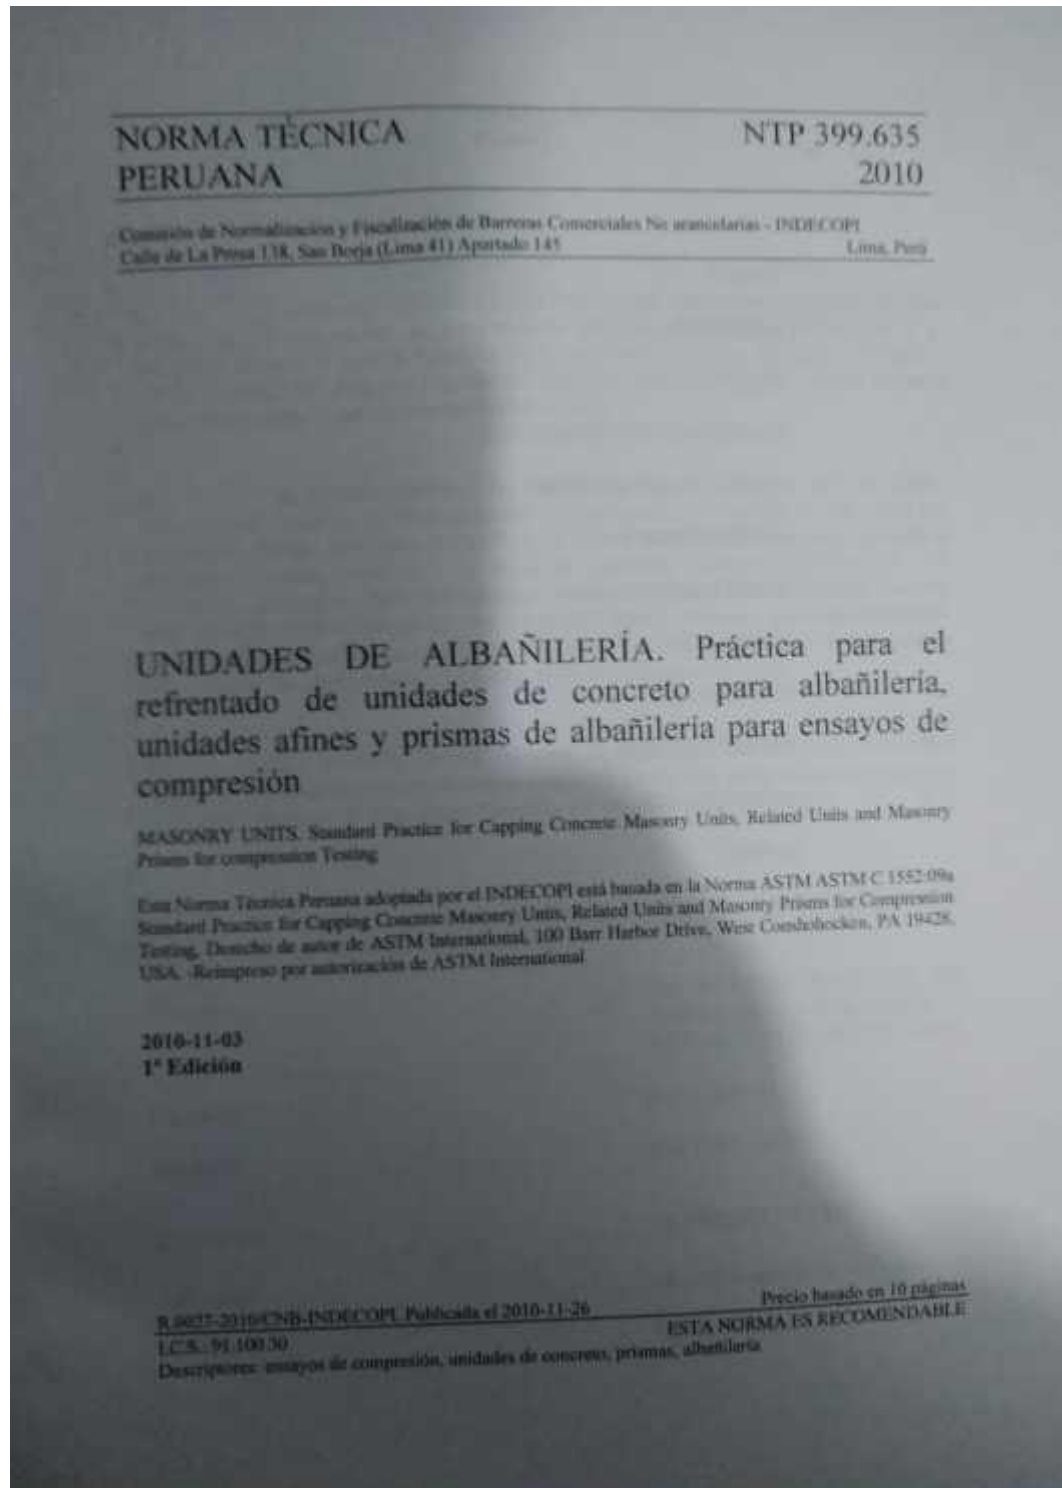 NORMA TÉCNICA
PERUANA
NTP 399.635
2010
Comisión de Normalización y Fiscalización de Barreras Comerciales No arancelarias - INDECOPI
Calle de La Prosa 138, San Borja (Lima 41) Apartado 145
Lima, Perú
UNIDADES DE ALBAÑILERÍA. Práctica para el
refrentado de unidades de concreto para albañilería,
unidades afines y prismas de albañilería para ensayos de
compresión
MASONRY UNITS. Standard Practice for Capping Concrete Masonry Units, Related Units and Masonry
Prisms for compression Testing
Esta Norma Técnica Peruana adoptada por el INDECOPI está basada en la Norma ASTM ASTM C 1552:09a
Standard Practice for Capping Concrete Masonry Units, Related Units and Masonry Prisms for Compression
Testing, Derecho de autor de ASTM International, 100 Barr Harbor Drive, West Conshohocken, PA 19428,
USA. -Reimpreso por autorización de ASTM International
2010-11-03
1ª Edición
R.0027-2010/CNB-INDECOPI. Publicada el 2010-11-26
Precio basado en 10 páginas
I.C.S.: 91.100.30
ESTA NORMA ES RECOMENDABLE
Descriptores: ensayos de compresión, unidades de concreto, prismas, albañilería